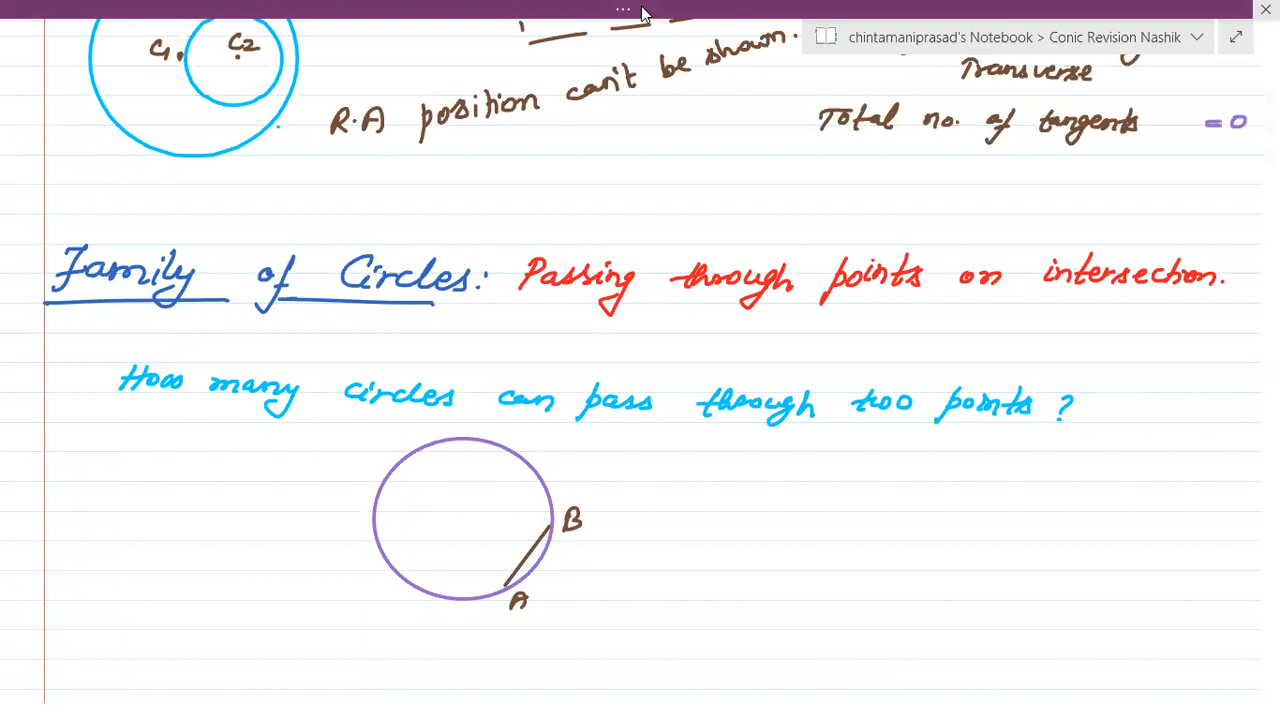 ...
chintamaniprasad's Notebook > Conic Revision Nashik
C1 C2
R.A position can't be shown.
Transverse
Total no. of tangents = 0
Family of Circles: Passing through points on intersection.
How many circles can pass through two points ?
B
A